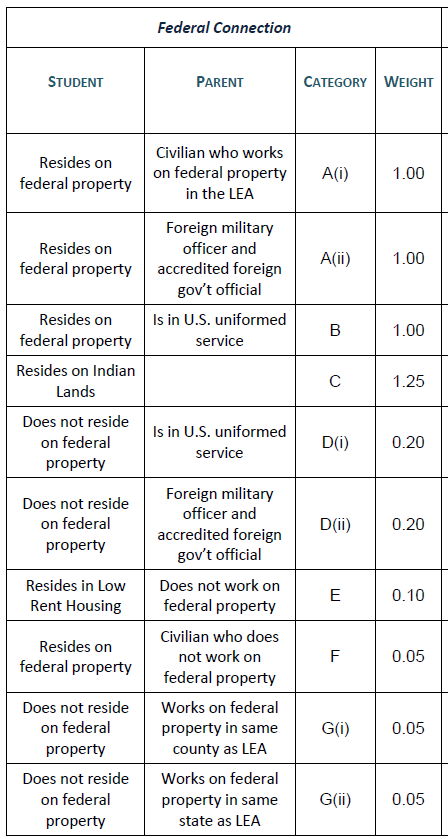 Federal Connection
STUDENT PARENT CATEGORY WEIGHT
Resides on
federal property
Civilian who works
on federal property
in the LEA
A(i)
1.00
Resides on
federal property
Foreign military
officer and
accredited foreign
gov’t official
A(ii)
1.00
Resides on
federal property
Is in U.S. uniformed
service
B
1.00
Resides on Indian
Lands
C
1.25
Does not reside
on federal
property
Is in U.S. uniformed
service
D(i)
0.20
Does not reside
on federal
property
Foreign military
officer and
accredited foreign
gov’t official
D(ii)
0.20
Resides in Low
Rent Housing
Does not work on
federal property
E
0.10
Resides on
federal property
Civilian who does
not work on
federal property
F
0.05
Does not reside
on federal
property
Works on federal
property in same
county as LEA
G(i)
0.05
Does not reside
on federal
property
Works on federal
property in same
state as LEA
G(ii)
0.05